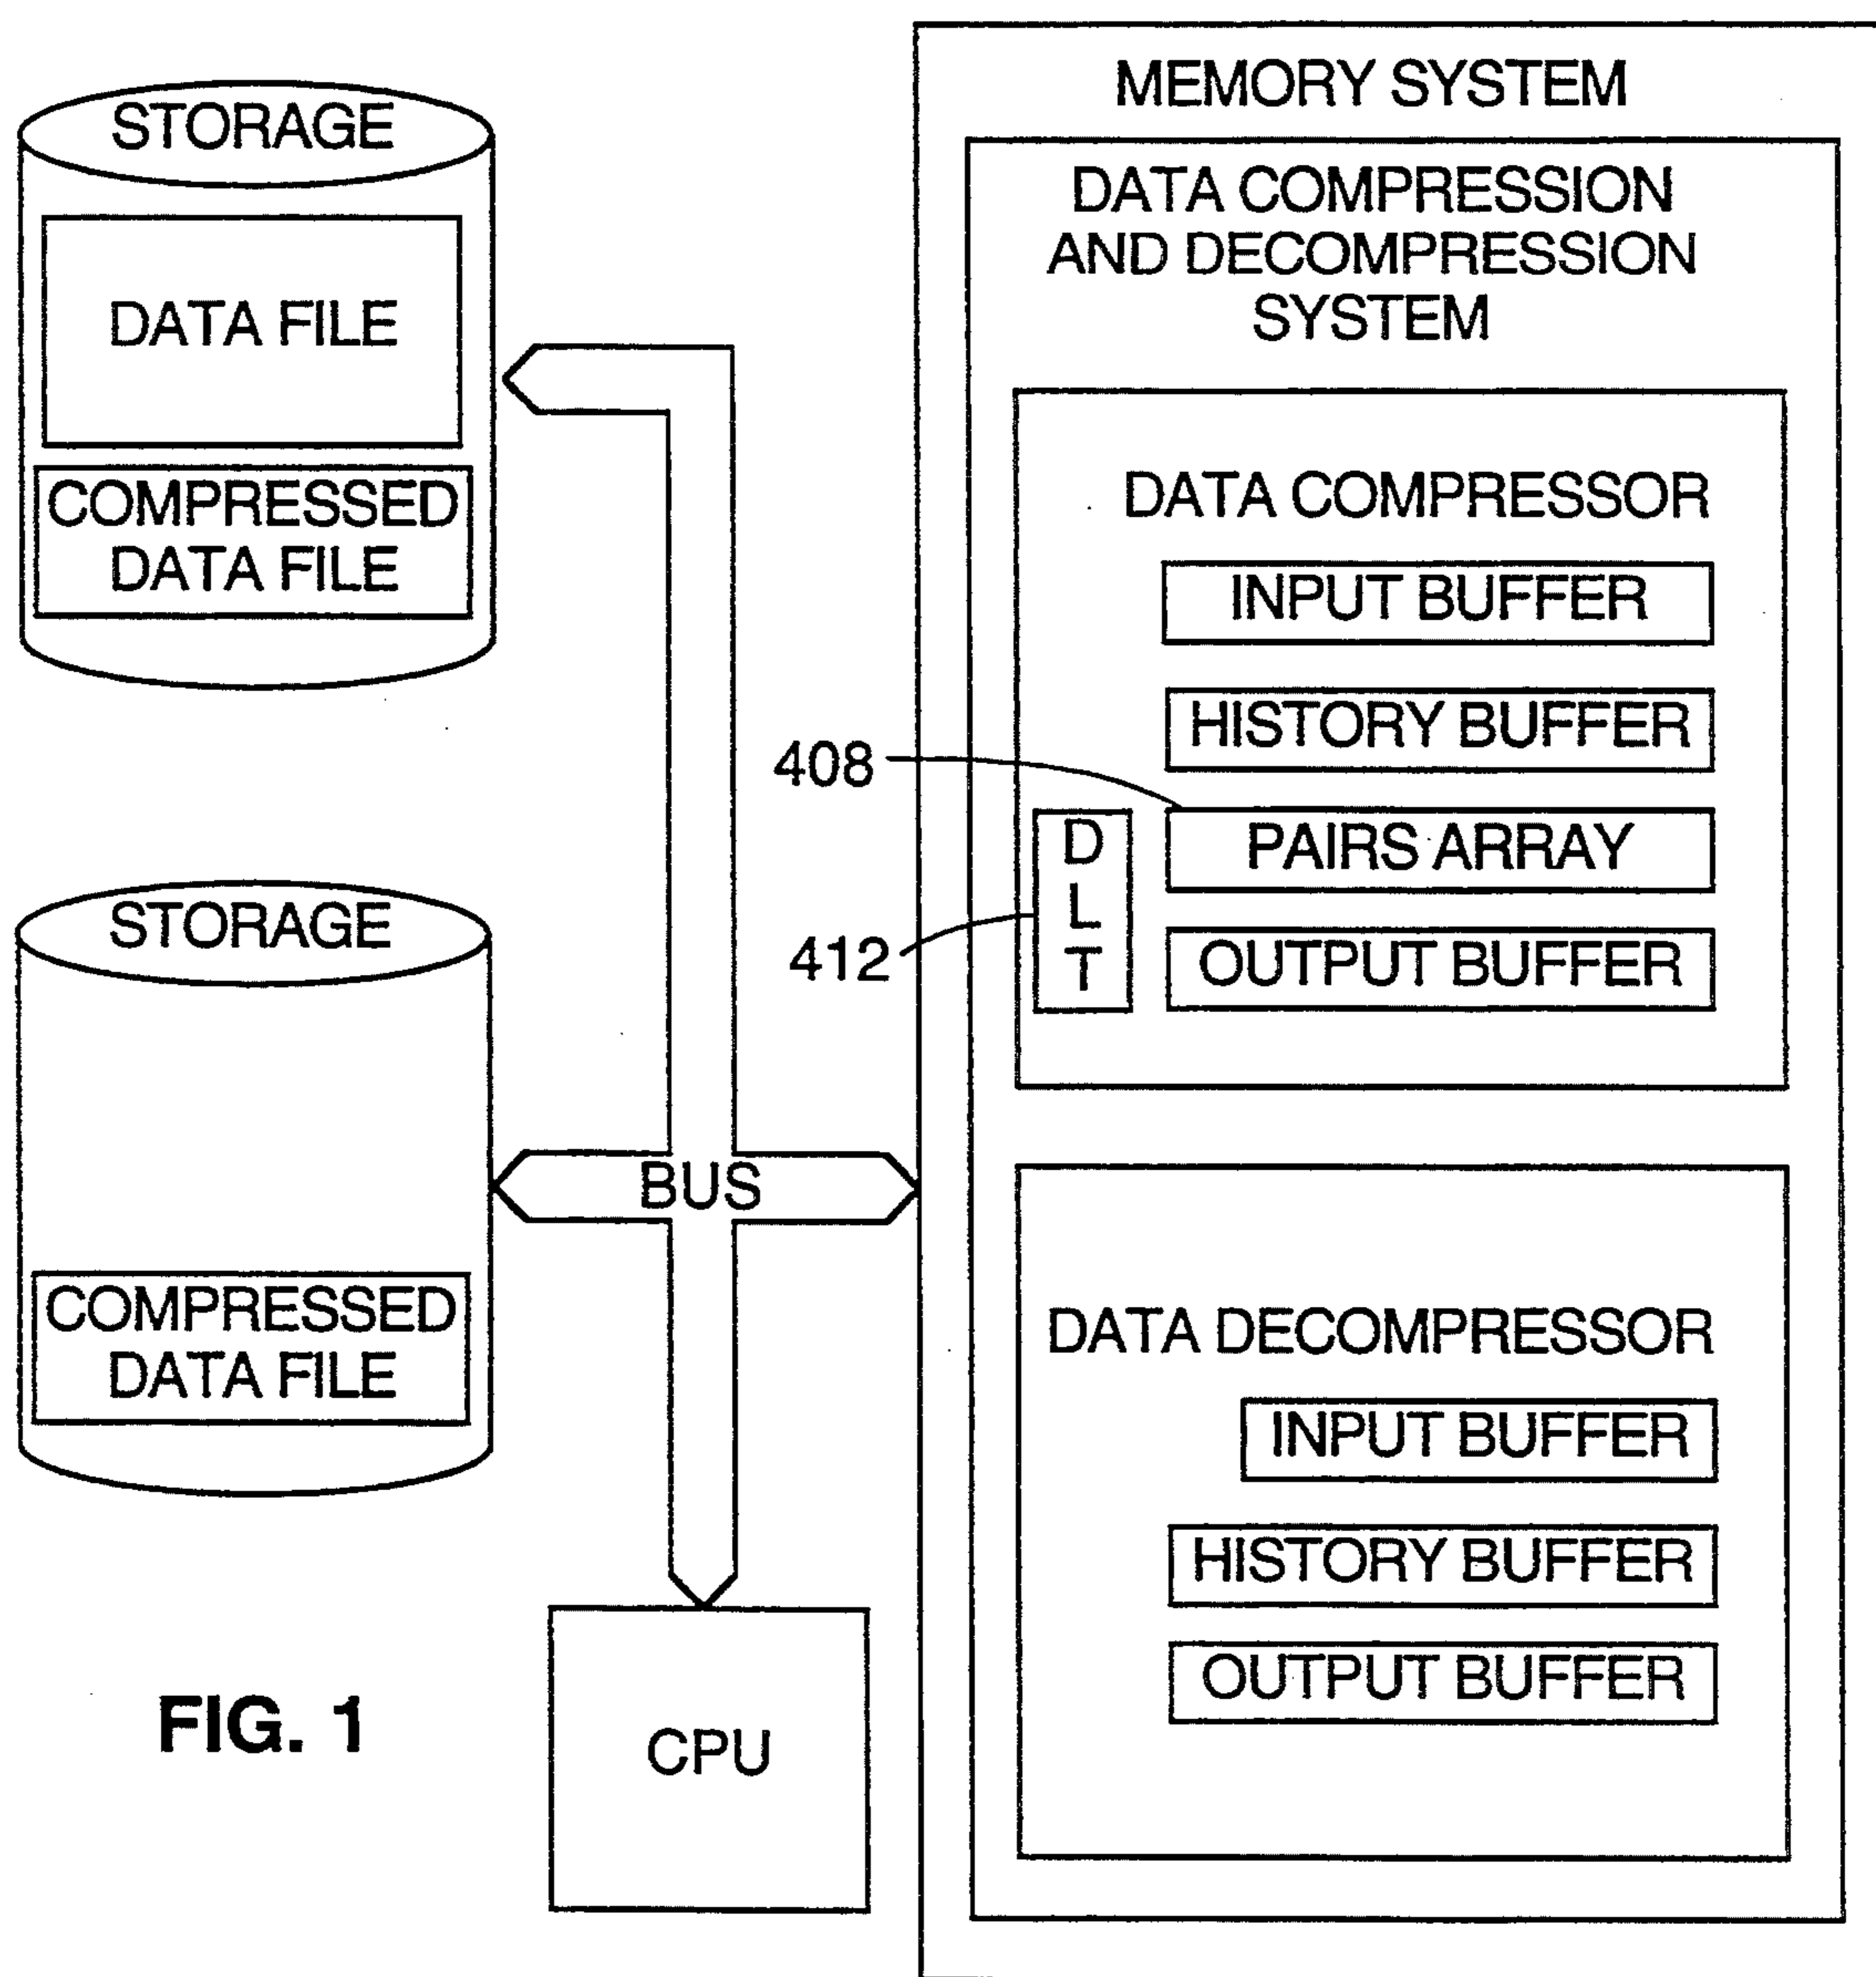 STORAGE
DATA FILE
COMPRESSED
DATA FILE
STORAGE
COMPRESSED
DATA FILE
BUS
CPU
FIG. 1
MEMORY SYSTEM
DATA COMPRESSION
AND DECOMPRESSION
SYSTEM
DATA COMPRESSOR
INPUT BUFFER
HISTORY BUFFER
408
PAIRS ARRAY
D
L
T
412
OUTPUT BUFFER
DATA DECOMPRESSOR
INPUT BUFFER
HISTORY BUFFER
OUTPUT BUFFER